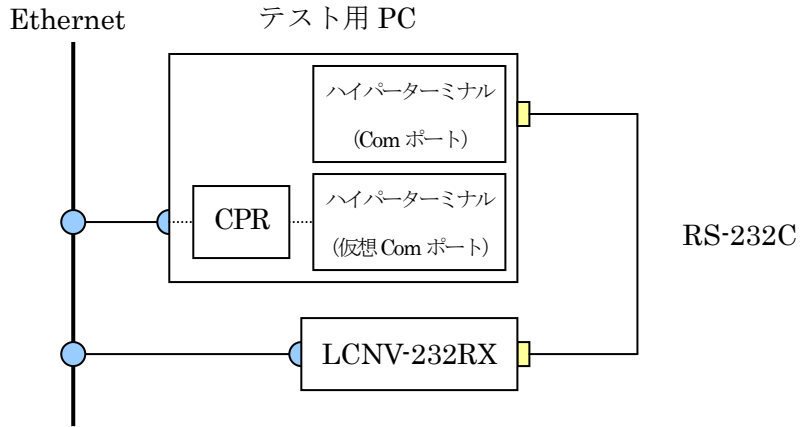 Ethernet
テスト用 PC
ハイパーターミナル
(Com ポート)
CPR
ハイパーターミナル
(仮想 Com ポート)
RS-232C
LCNV-232RX